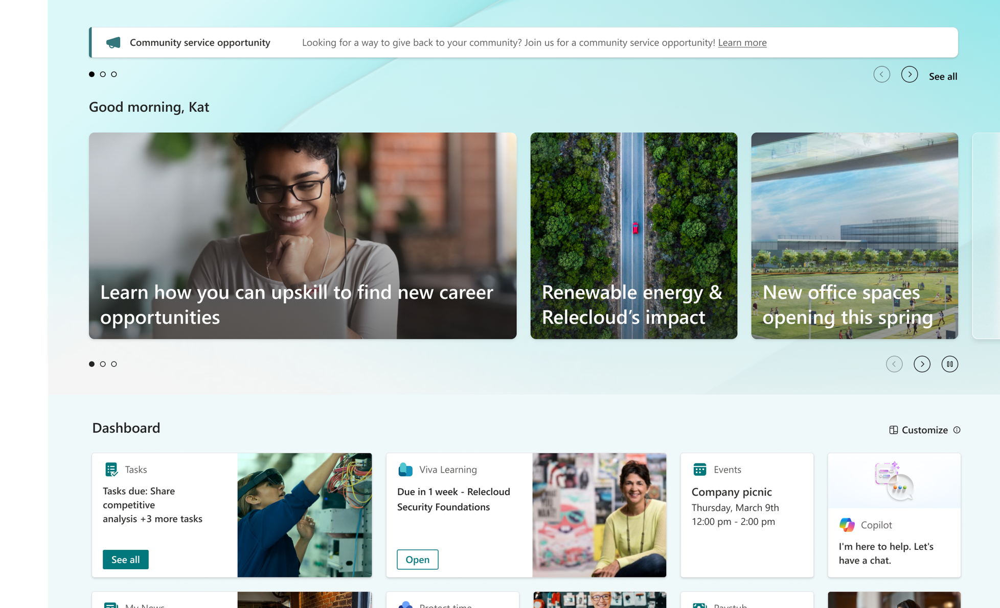 Community service opportunity
Looking for a way to give back to your community? Join us for a community service opportunity! Learn more
See all
Good morning, Kat
Learn how you can upskill to find new career
opportunities
Renewable energy &
Relecloud’s impact
New office spaces
opening this spring
Dashboard
Customize
Tasks
Tasks due: Share
competitive
analysis +3 more tasks
See all
Viva Learning
Due in 1 week - Relecloud
Security Foundations
Open
Events
Company picnic
Thursday, March 9th
12:00 pm - 2:00 pm
Copilot
I'm here to help. Let's
have a chat.
My News
Protect time
Paystub